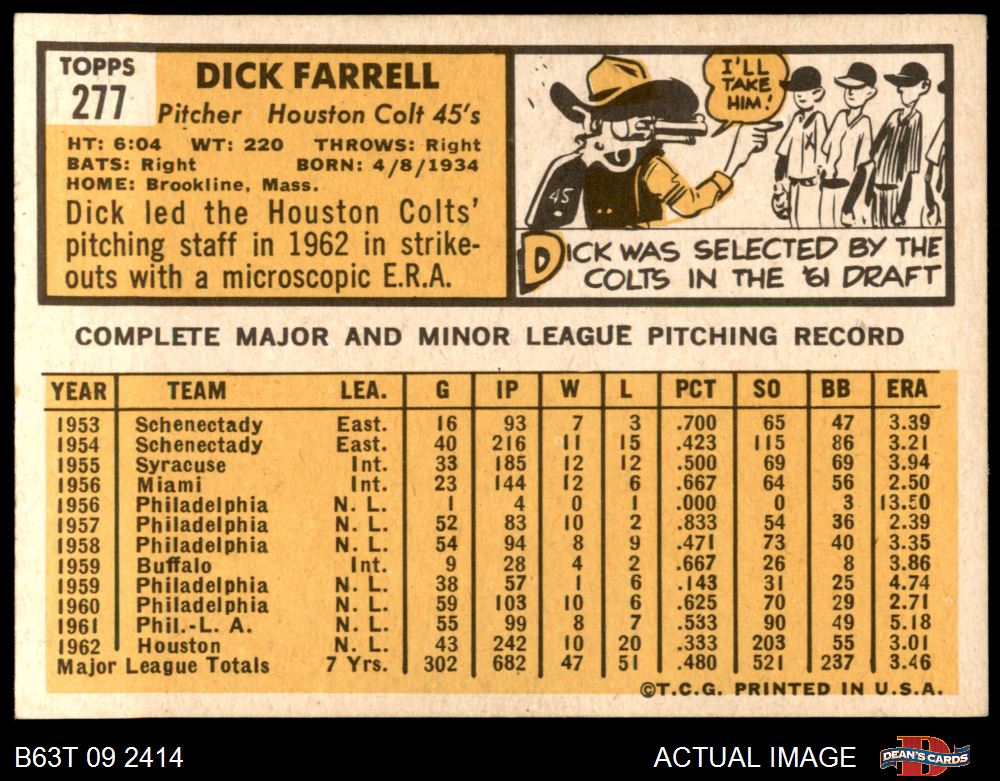 TOPPS
277
DICK FARRELL
Pitcher Houston Colt 45's
HT: 6:04 WT: 220 THROWS: Right
BATS: Right BORN: 4/8/1934
HOME: Brookline, Mass.
Dick led the Houston Colts'
pitching staff in 1962 in strike-
outs with a microscopic E.R.A.
I'LL
TAKE
HIM!
45
DICK WAS SELECTED BY THE
COLTS IN THE '61 DRAFT
COMPLETE MAJOR AND MINOR LEAGUE PITCHING RECORD
YEAR TEAM LEA. G IP W L PCT SO BB ERA
1953 Schenectady East. 16 93 7 3 .700 65 47 3.39
1954 Schenectady East. 40 216 11 15 .423 115 86 3.21
1955 Syracuse Int. 33 185 12 12 .500 69 69 3.94
1956 Miami Int. 23 144 12 6 .667 64 56 2.50
1956 Philadelphia N. L. 1 4 0 1 .000 0 3 13.50
1957 Philadelphia N. L. 52 83 10 2 .833 54 36 2.39
1958 Philadelphia N. L. 54 94 8 9 .471 73 40 3.35
1959 Buffalo Int. 9 28 4 2 .667 26 8 3.86
1959 Philadelphia N. L. 38 57 1 6 .143 31 25 4.74
1960 Philadelphia N. L. 59 103 10 6 .625 70 29 2.71
1961 Phil.-L. A. N. L. 55 99 8 7 .533 90 49 5.18
1962 Houston N. L. 43 242 10 20 .333 203 55 3.01
Major League Totals 7 Yrs. 302 682 47 51 .480 521 237 3.46
©T.C.G. PRINTED IN U.S.A.
B63T 09 2414
ACTUAL IMAGE
DEAN'S CARDS